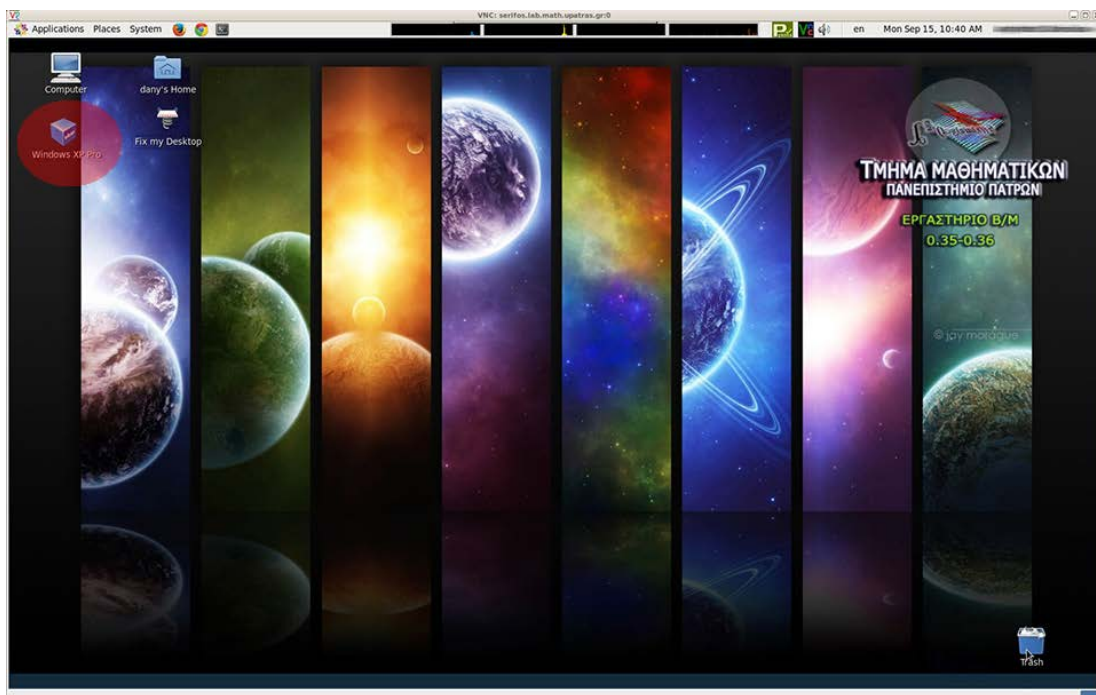 VNC: serifos.lab.math.upatras.gr:0
Applications Places System en Mon Sep 15, 10:40 AM
Computer
dany's Home
Windows XP Pro
Fix my Desktop
ΤΜΗΜΑ ΜΑΘΗΜΑΤΙΚΩΝ
ΠΑΝΕΠΙΣΤΗΜΙΟ ΠΑΤΡΩΝ
ΕΡΓΑΣΤΗΡΙΟ Β/Μ
0.35-0.36
© jay morague
Trash